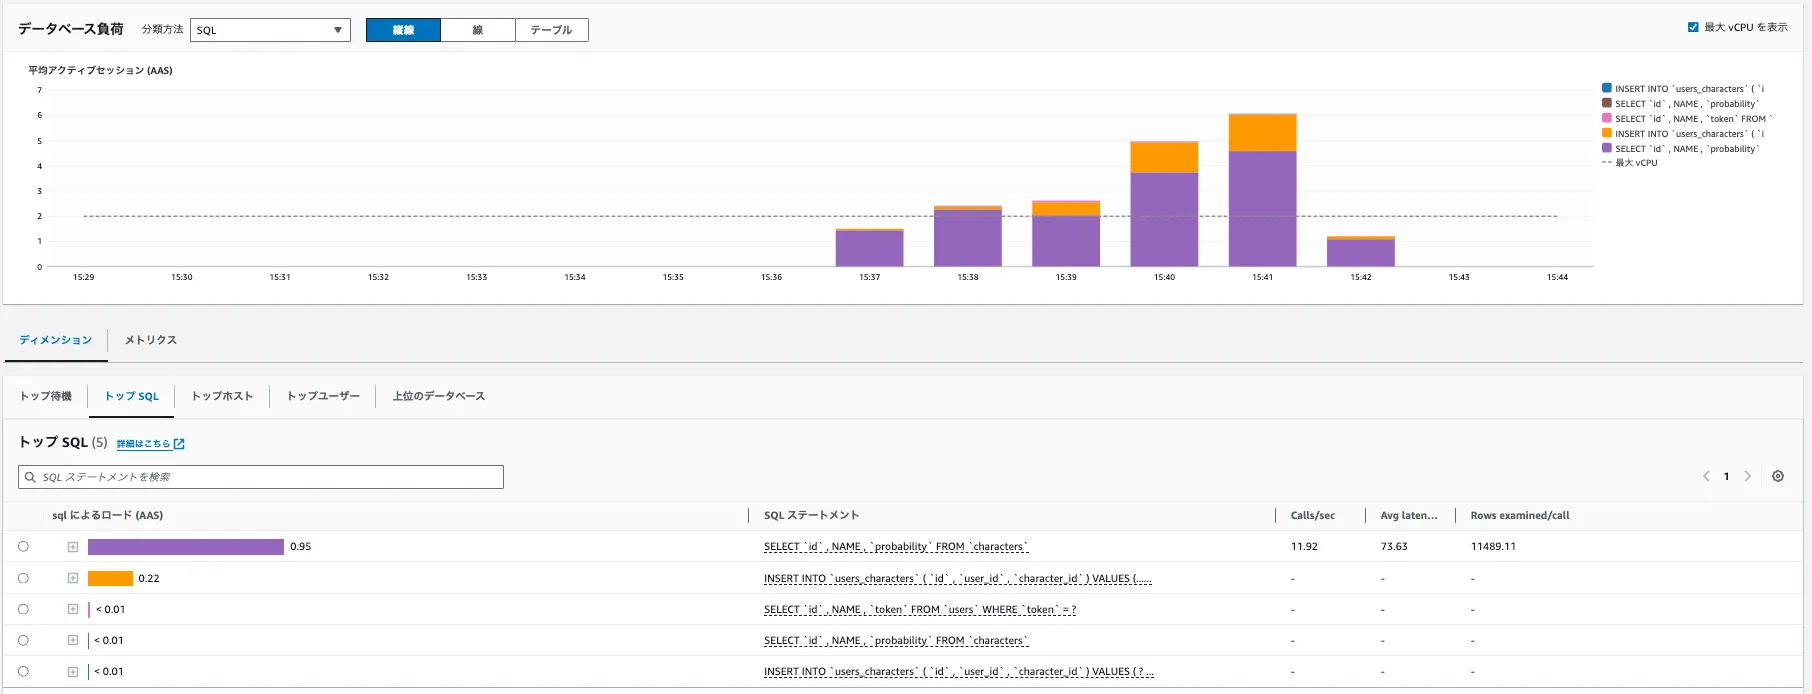 データベース負荷 分類方法 SQL 縦線 線 テーブル 最大 vCPU を表示
平均アクティブセッション (AAS)
7
6
5
4
3
2
1
0
15:29 15:30 15:31 15:32 15:33 15:34 15:35 15:36 15:37 15:38 15:39 15:40 15:41 15:42 15:43 15:44
INSERT INTO `users_characters` ( `i
SELECT `id` , NAME , `probability`
SELECT `id` , NAME , `token` FROM `
INSERT INTO `users_characters` ( `i
SELECT `id` , NAME , `probability`
最大 vCPU
ディメンション メトリクス
トップ待機 トップ SQL トップホスト トップユーザー 上位のデータベース
トップ SQL (5) 詳細はこちら
SQL ステートメントを検索 1
sql によるロード (AAS) SQL ステートメント Calls/sec Avg laten... Rows examined/call
0.95 SELECT `id` , NAME , `probability` FROM `characters` 11.92 73.63 11489.11
0.22 INSERT INTO `users_characters` ( `id` , `user_id` , `character_id` ) VALUES (...... - - -
< 0.01 SELECT `id` , NAME , `token` FROM `users` WHERE `token` = ? - - -
< 0.01 SELECT `id` , NAME , `probability` FROM `characters` - - -
< 0.01 INSERT INTO `users_characters` ( `id` , `user_id` , `character_id` ) VALUES ( ? ... - - -